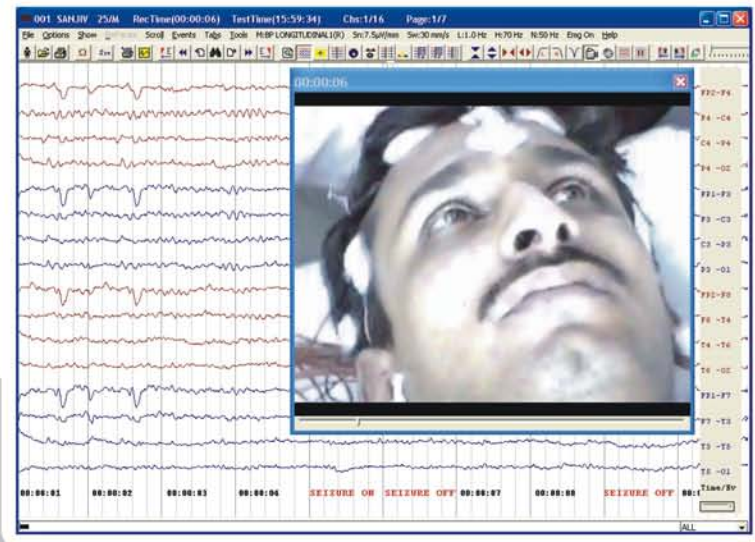 001 SANJIV 25/M RecTime(00:00:06) TestTime(15:59:34) Chs:1/16 Page:1/7
File Options Show Scroll Events Tabs Tools M:BP LONGITUDINAL1(R) Sn:7.5µV/mm Sw:30 mm/s L:1.0 Hz H:70 Hz N:50 Hz Emg On Help
00:00:06
FP2-F4
F4 -C4
C4 -P4
P4 -O2
FP1-F3
F3 -C3
C3 -P3
P3 -O1
FP2-F8
F8 -T4
T4 -T6
T6 -O2
FP1-F7
F7 -T3
T3 -T5
T5 -O1
00:00:01 00:00:02 00:00:03 00:00:06 SEIZURE ON SEIZURE OFF 00:00:07 00:00:08 SEIZURE OFF Time/Ev
ALL